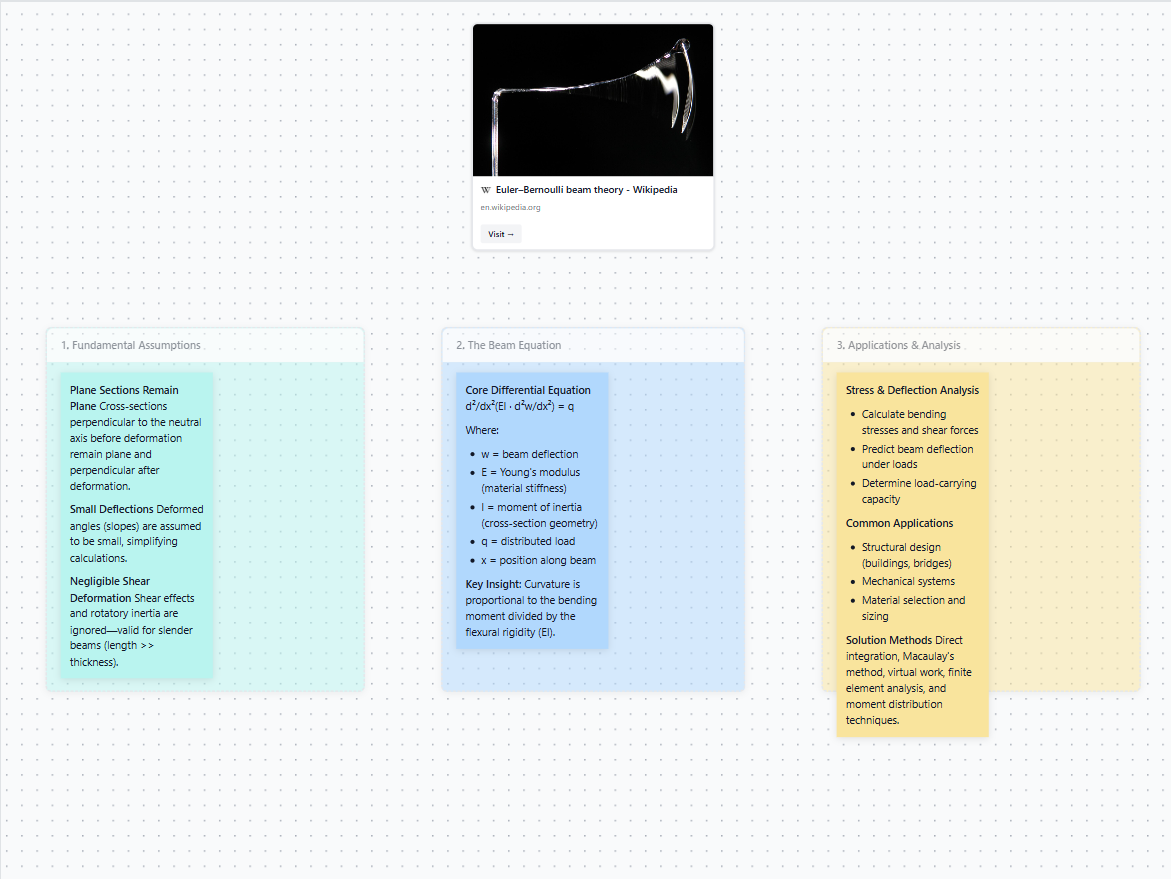 W Euler–Bernoulli beam theory - Wikipedia
en.wikipedia.org
Visit →
1. Fundamental Assumptions
Plane Sections Remain
Plane Cross-sections
perpendicular to the neutral
axis before deformation
remain plane and
perpendicular after
deformation.
Small Deflections Deformed
angles (slopes) are assumed
to be small, simplifying
calculations.
Negligible Shear
Deformation Shear effects
and rotatory inertia are
ignored—valid for slender
beams (length >>
thickness).
2. The Beam Equation
Core Differential Equation
d²/dx²(EI · d²w/dx²) = q
Where:
• w = beam deflection
• E = Young's modulus
(material stiffness)
• I = moment of inertia
(cross-section geometry)
• q = distributed load
• x = position along beam
Key Insight: Curvature is
proportional to the bending
moment divided by the
flexural rigidity (EI).
3. Applications & Analysis
Stress & Deflection Analysis
• Calculate bending
stresses and shear forces
• Predict beam deflection
under loads
• Determine load-carrying
capacity
Common Applications
• Structural design
(buildings, bridges)
• Mechanical systems
• Material selection and
sizing
Solution Methods Direct
integration, Macaulay's
method, virtual work, finite
element analysis, and
moment distribution
techniques.